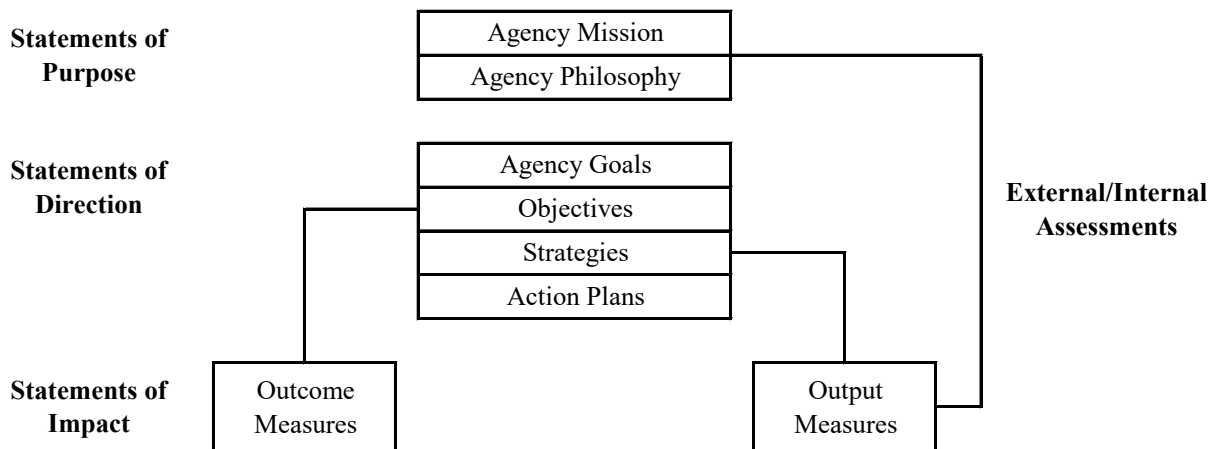 Statements of
Purpose
Agency Mission
Agency Philosophy
Statements of
Direction
Agency Goals
Objectives
Strategies
Action Plans
External/Internal
Assessments
Statements of
Impact
Outcome
Measures
Output
Measures